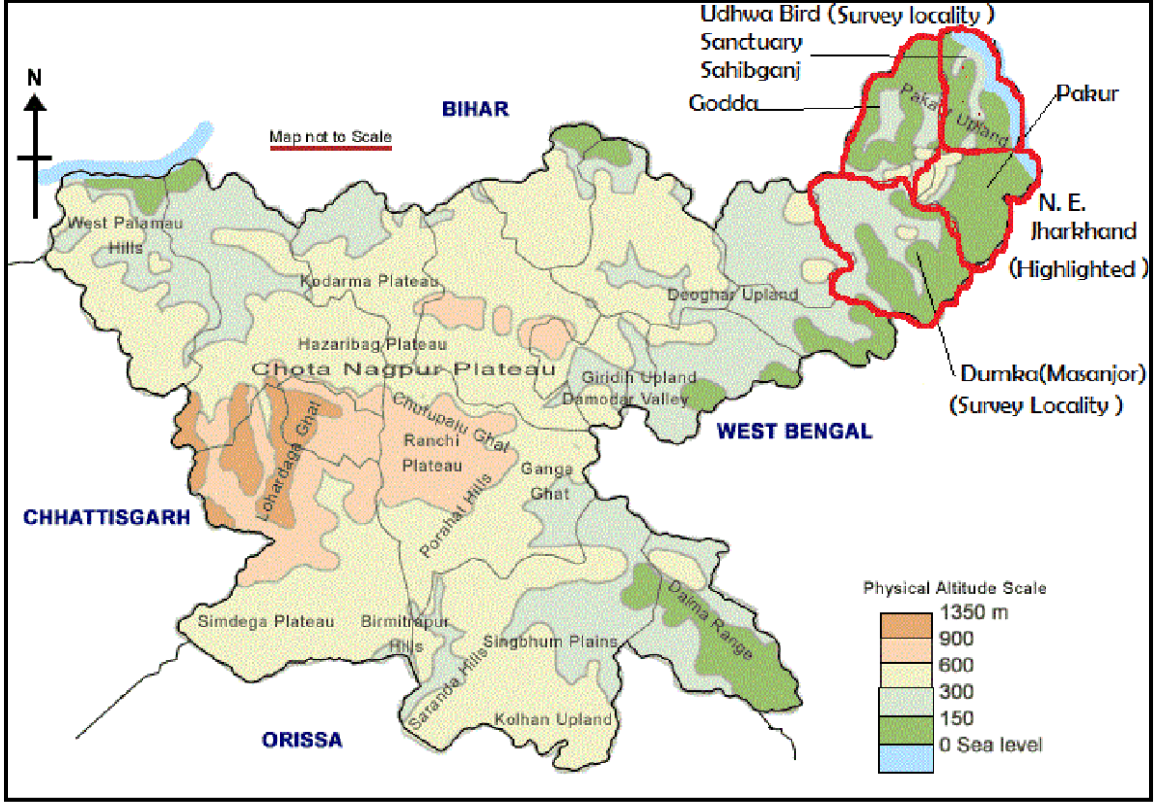 Udhwa Bird (Survey locality )
Sanctuary
Sahibganj
Godda
Pakur
N
BIHAR
Map not to Scale
Pakaur Upland
West Palamau
Hills
N. E.
Jharkhand
(Highlighted )
Kodarma Plateau
Deoghar Upland
Hazaribag Plateau
Chota Nagpur Plateau
Giridih Upland
Damodar Valley
Dumka(Masanjor)
(Survey Locality )
WEST BENGAL
Chutupalu Ghat
Ranchi
Plateau
Lohardaga Ghat
Ganga
Ghat
CHHATTISGARH
Porahat Hills
Physical Altitude Scale
1350 m
900
600
300
150
0 Sea level
Dalma Range
Simdega Plateau
Birmitrapur
Hills
Singbhum Plains
Saranda Hills
Kolhan Upland
ORISSA